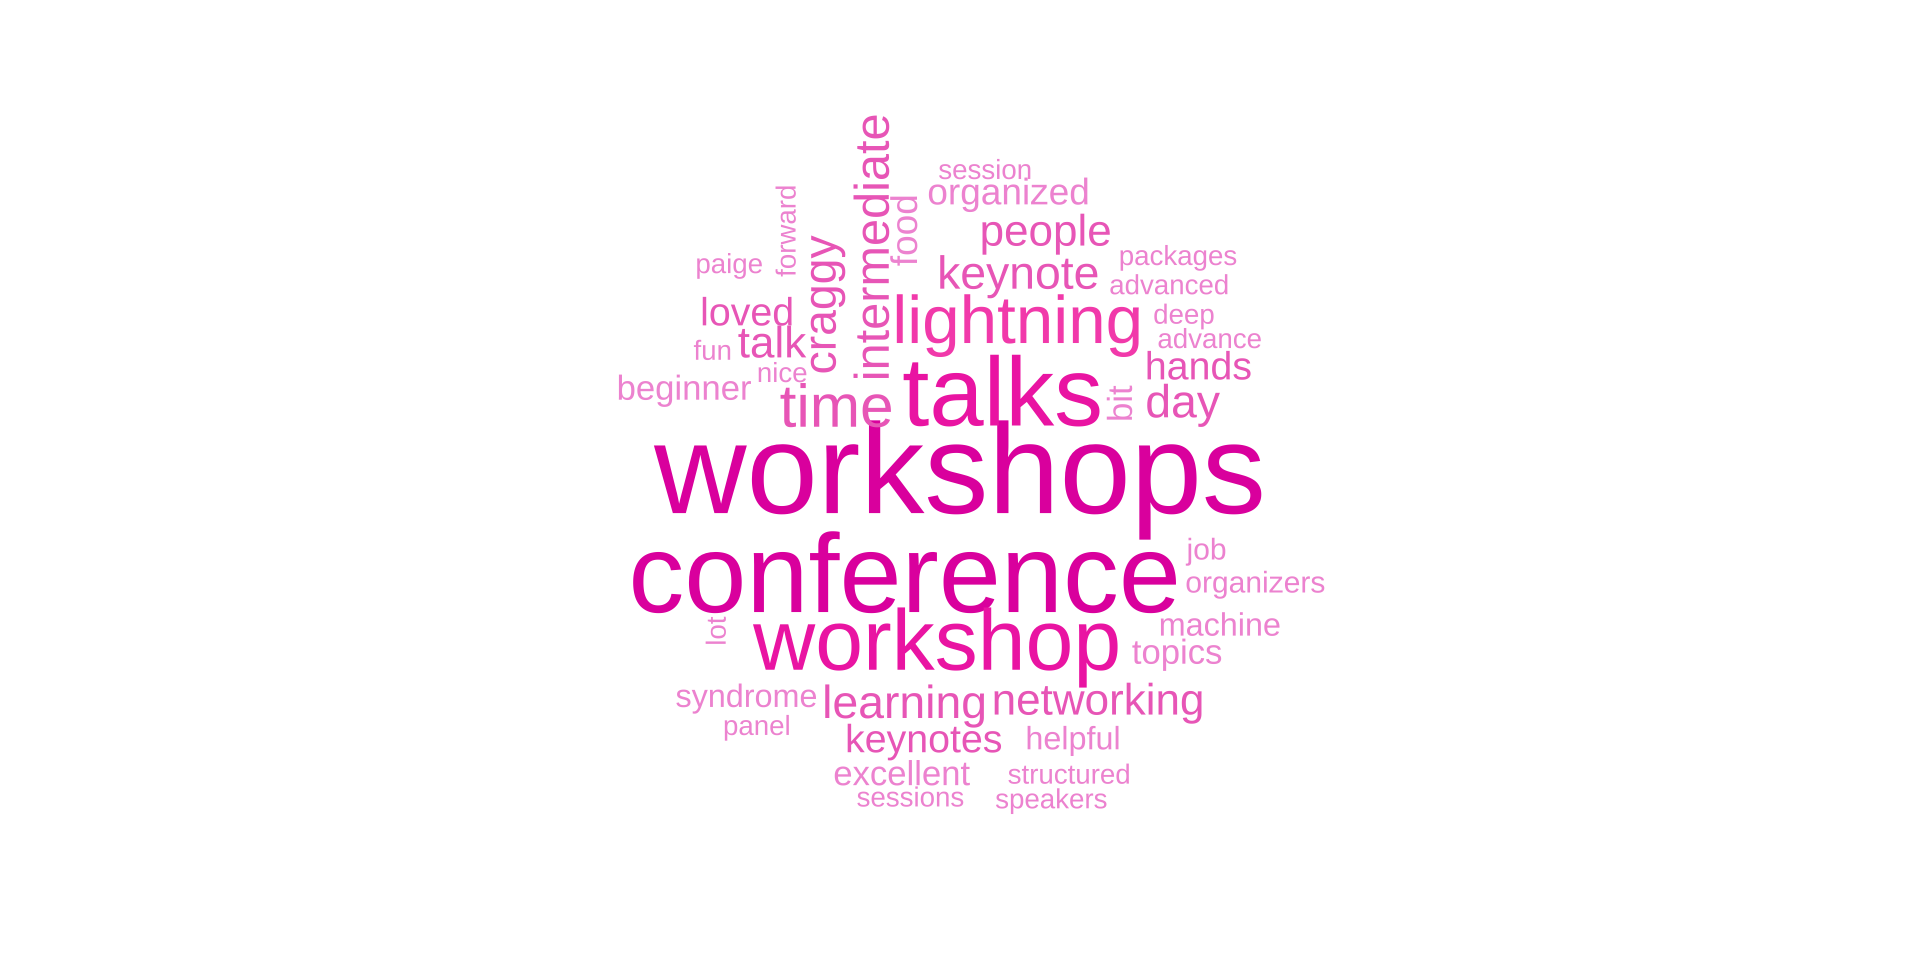 intermediate
session
organized
forward
food
people
craggy
packages
paige
keynote
advanced
loved
lightning
deep
talk
advance
fun
nice
hands
beginner
time
talks
bit
day
workshops
conference
job
organizers
lot
workshop
machine
topics
syndrome
learning
networking
panel
keynotes
helpful
excellent
structured
sessions
speakers